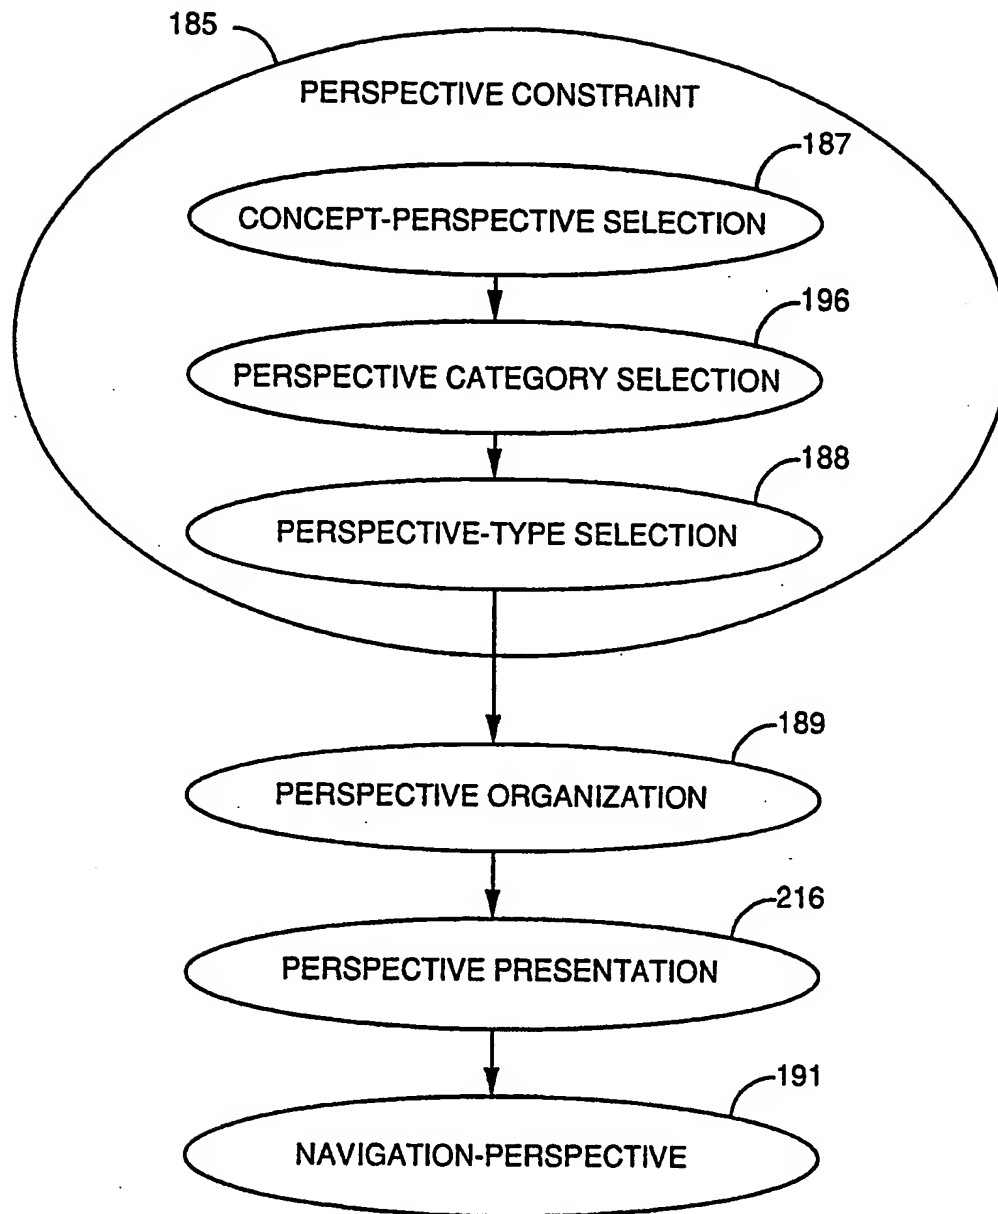 185
PERSPECTIVE CONSTRAINT
187
CONCEPT-PERSPECTIVE SELECTION
196
PERSPECTIVE CATEGORY SELECTION
188
PERSPECTIVE-TYPE SELECTION
189
PERSPECTIVE ORGANIZATION
216
PERSPECTIVE PRESENTATION
191
NAVIGATION-PERSPECTIVE